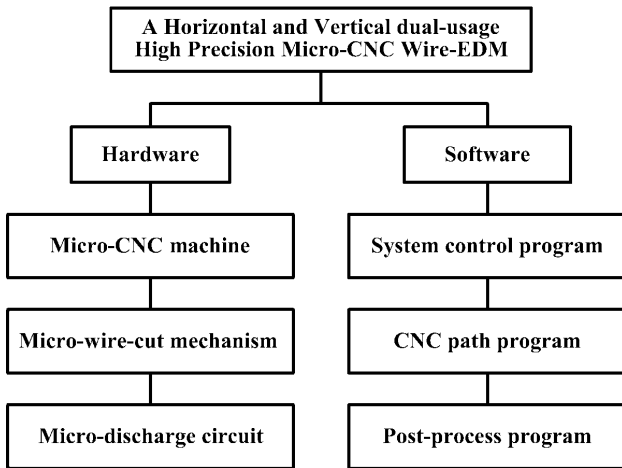 A Horizontal and Vertical dual-usage
High Precision Micro-CNC Wire-EDM
Hardware
Software
Micro-CNC machine
System control program
Micro-wire-cut mechanism
CNC path program
Micro-discharge circuit
Post-process program